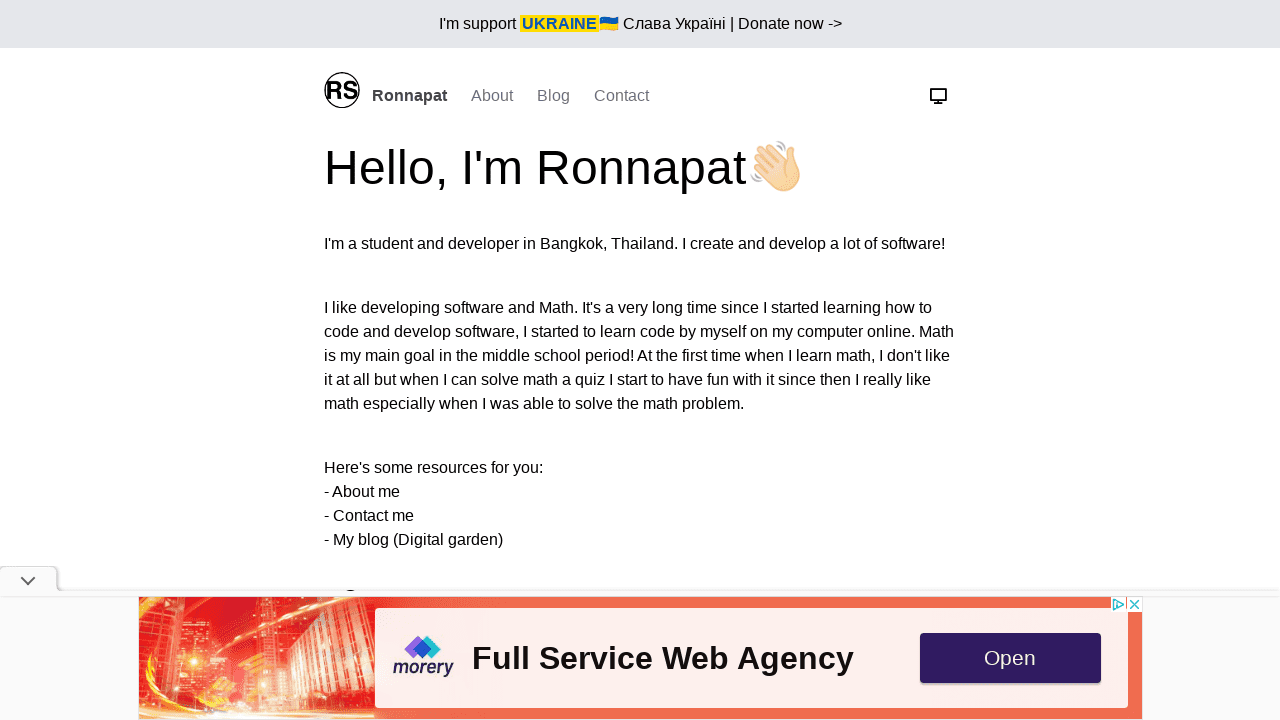 I'm support UKRAINE🇺🇦 Слава Україні | Donate now ->
RS Ronnapat About Blog Contact
Hello, I'm Ronnapat👋🏻
I'm a student and developer in Bangkok, Thailand. I create and develop a lot of software!
I like developing software and Math. It's a very long time since I started learning how to
code and develop software, I started to learn code by myself on my computer online. Math
is my main goal in the middle school period! At the first time when I learn math, I don't like
it at all but when I can solve math a quiz I start to have fun with it since then I really like
math especially when I was able to solve the math problem.
Here's some resources for you:
- About me
- Contact me
- My blog (Digital garden)
morery
Full Service Web Agency
Open